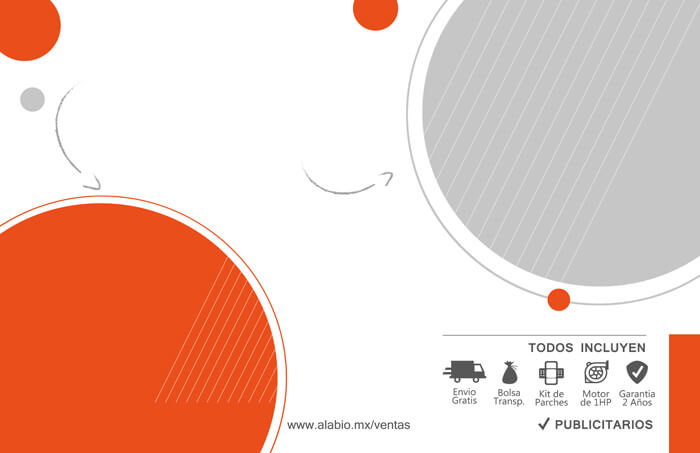 TODOS INCLUYEN
Envio Gratis
Bolsa Transp.
Kit de Parches
Motor de 1HP
Garantia 2 Años
www.alabio.mx/ventas
PUBLICITARIOS